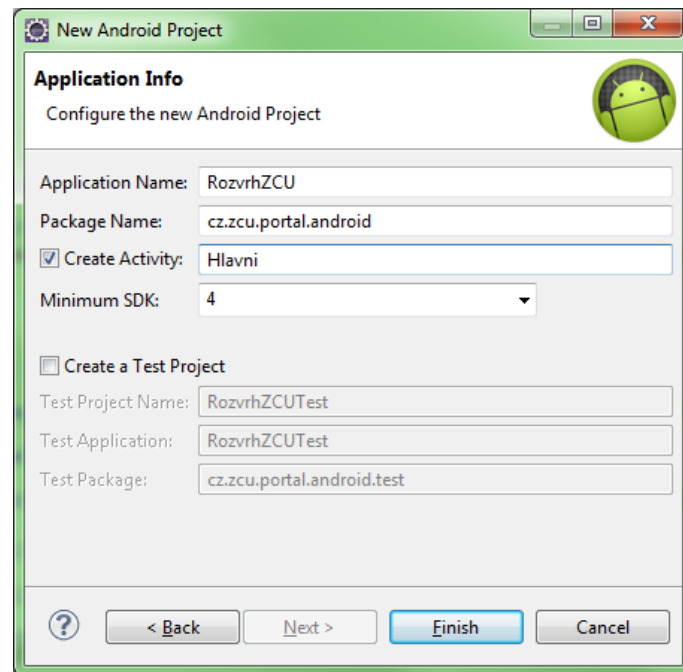 New Android Project
Application Info
Configure the new Android Project
Application Name: RozvrhZCU
Package Name: cz.zcu.portal.android
Create Activity: Hlavni
Minimum SDK: 4
Create a Test Project
Test Project Name: RozvrhZCUTest
Test Application: RozvrhZCUTest
Test Package: cz.zcu.portal.android.test
? < Back Next > Finish Cancel